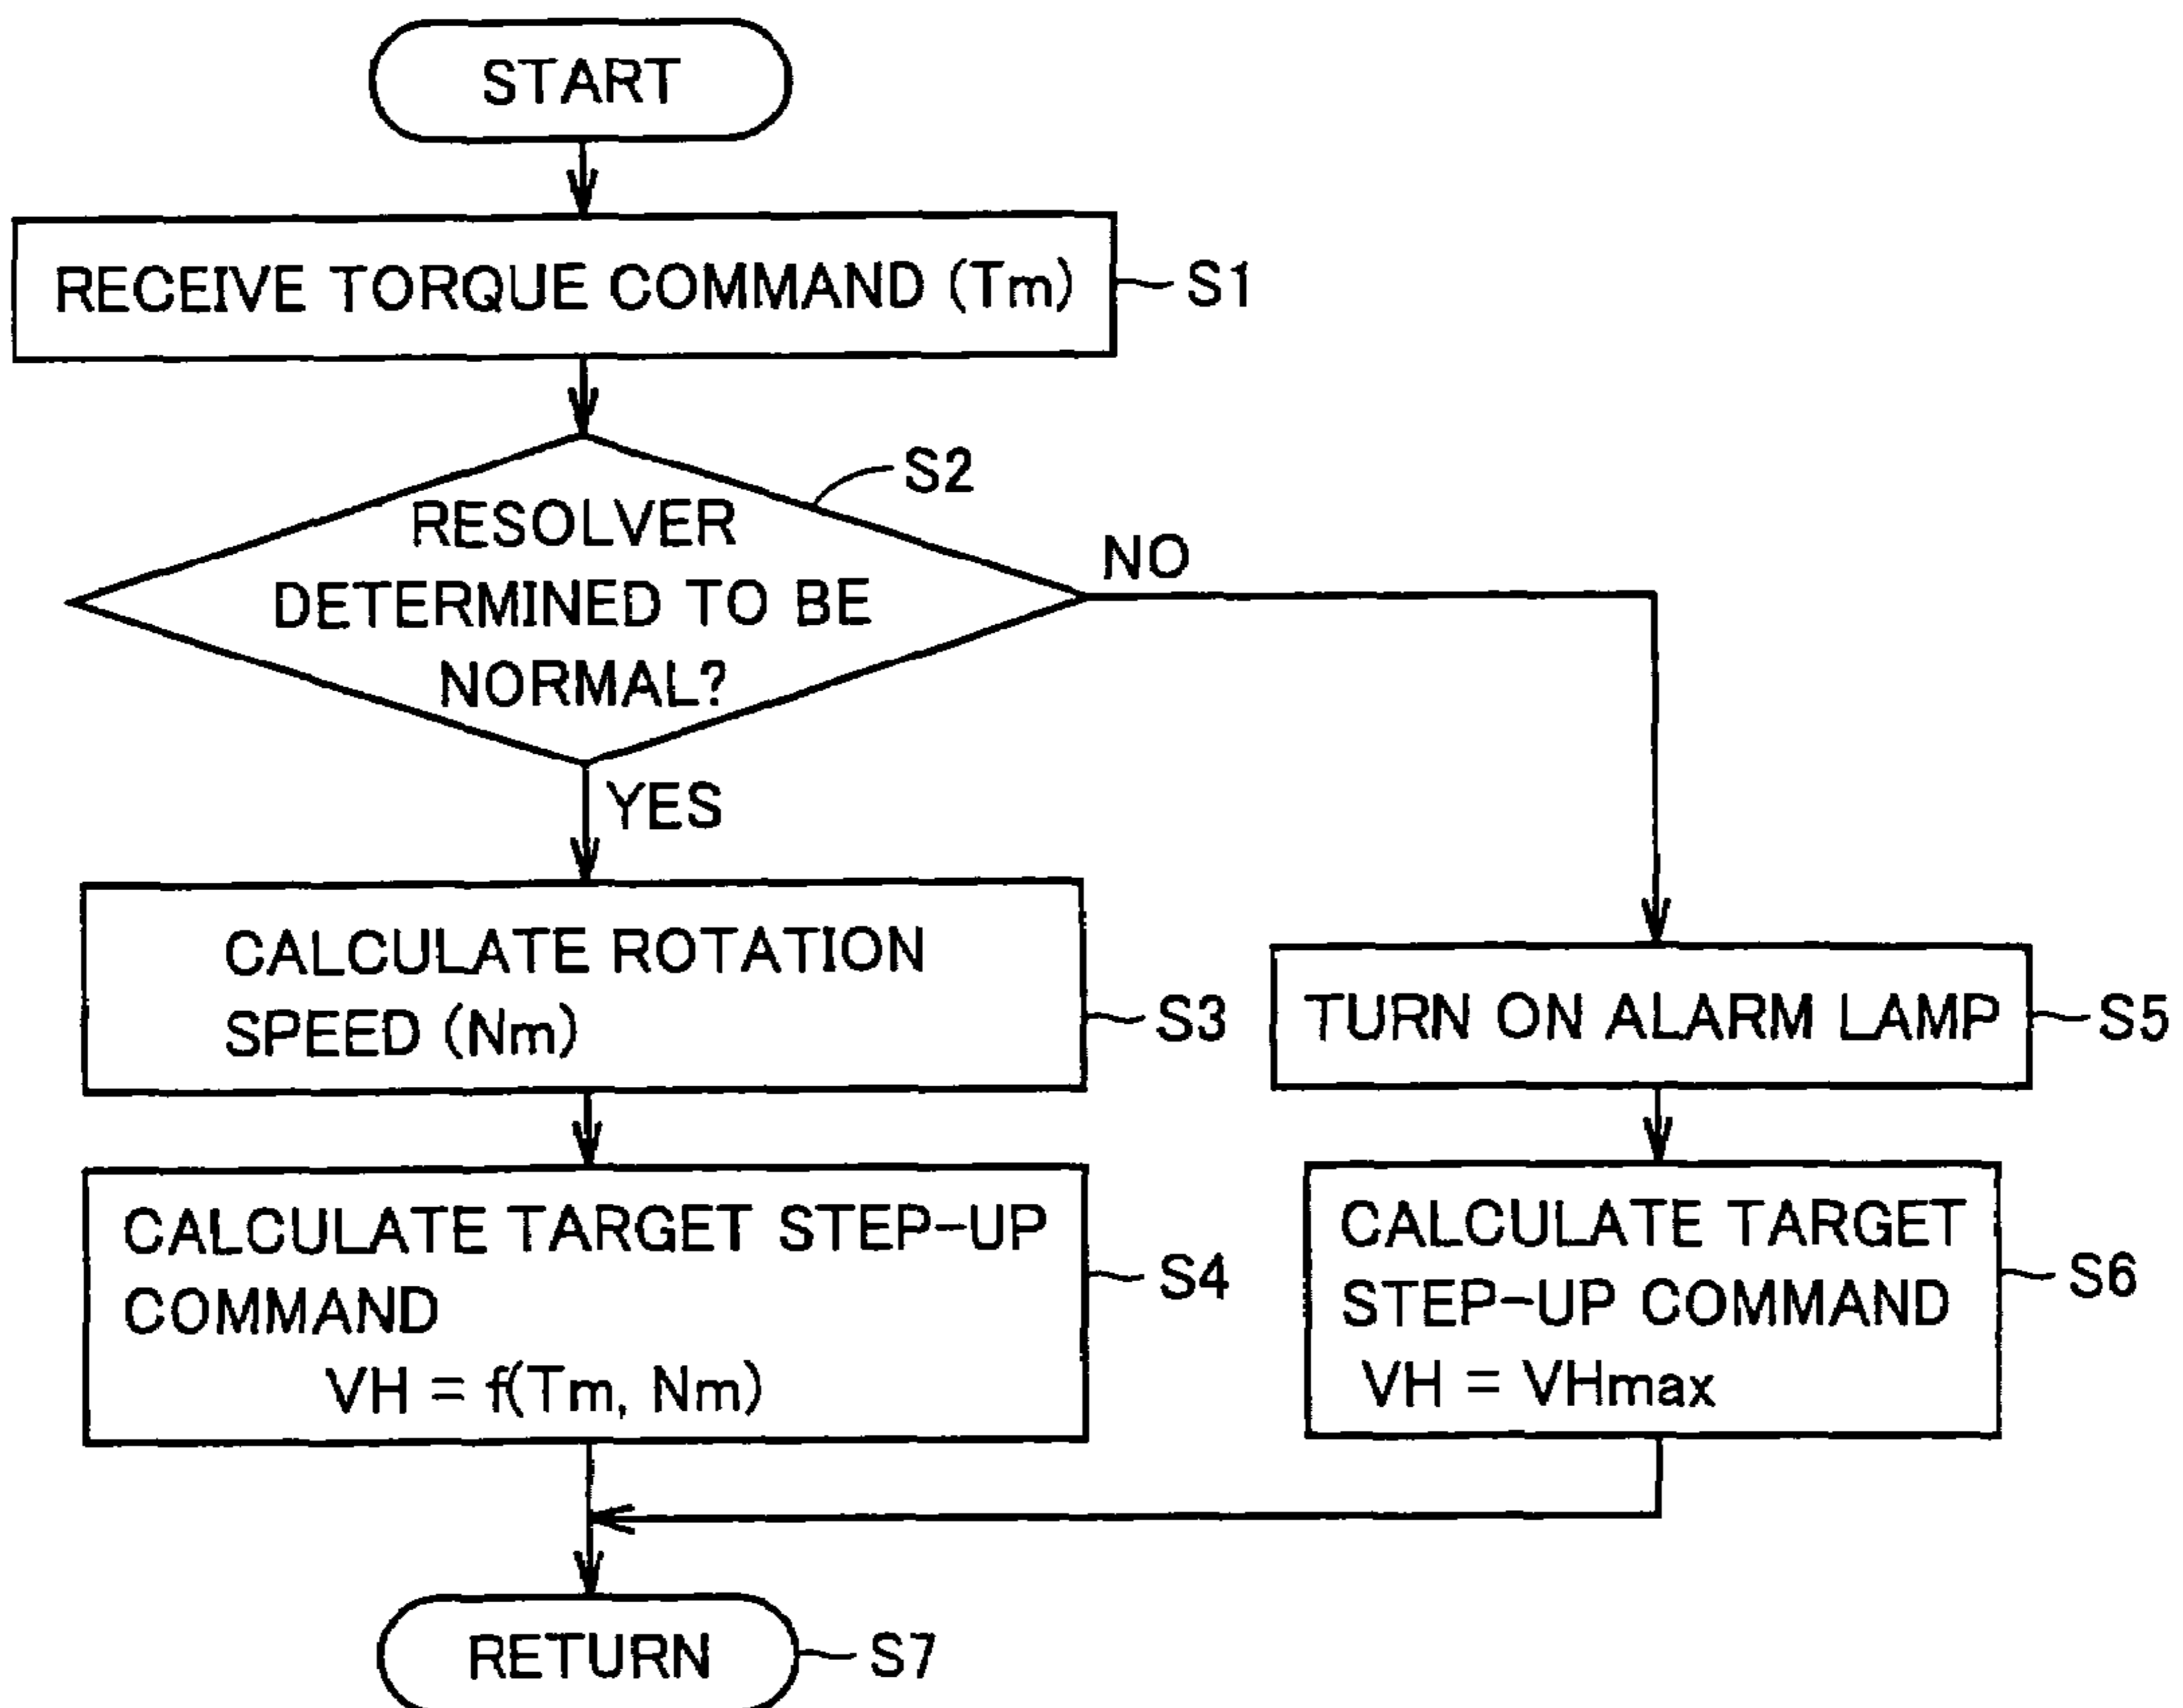 START
RECEIVE TORQUE COMMAND (Tm)
S1
S2
RESOLVER
DETERMINED TO BE
NORMAL?
NO
YES
CALCULATE ROTATION
SPEED (Nm)
S3
TURN ON ALARM LAMP
S5
CALCULATE TARGET STEP-UP
COMMAND
VH = f(Tm, Nm)
S4
CALCULATE TARGET
STEP-UP COMMAND
VH = VHmax
S6
RETURN
S7